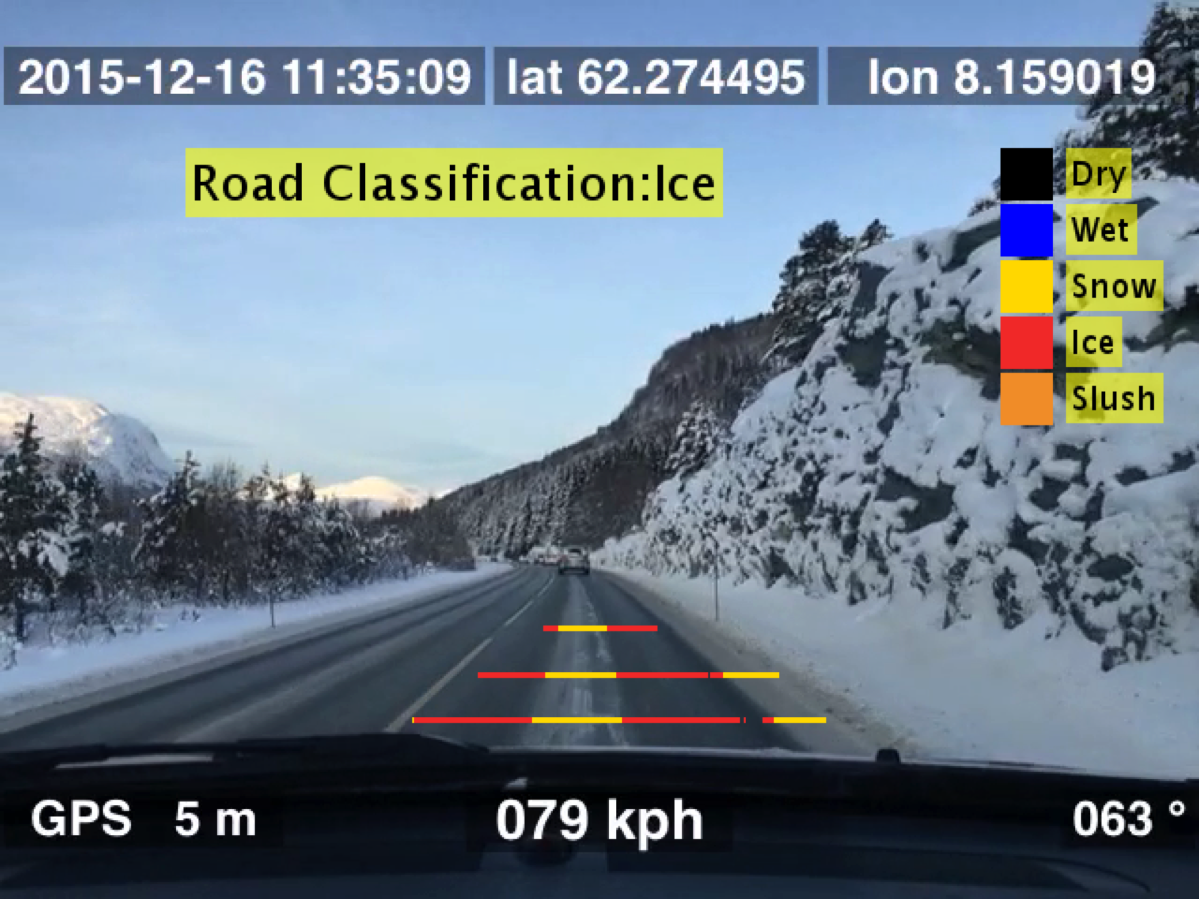 2015-12-16 11:35:09 lat 62.274495 lon 8.159019
Road Classification:Ice
Dry
Wet
Snow
Ice
Slush
GPS 5 m 079 kph 063 °